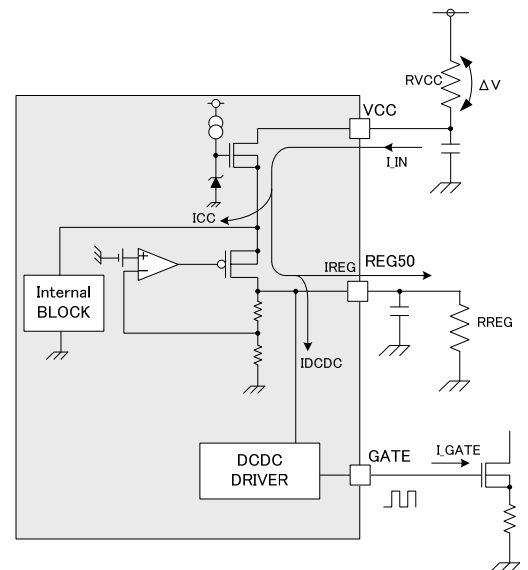 RVCC
ΔV
VCC
I_IN
ICC
IREG
REG50
+
−
Internal
BLOCK
RREG
IDCDC
DCDC
DRIVER
GATE
I_GATE